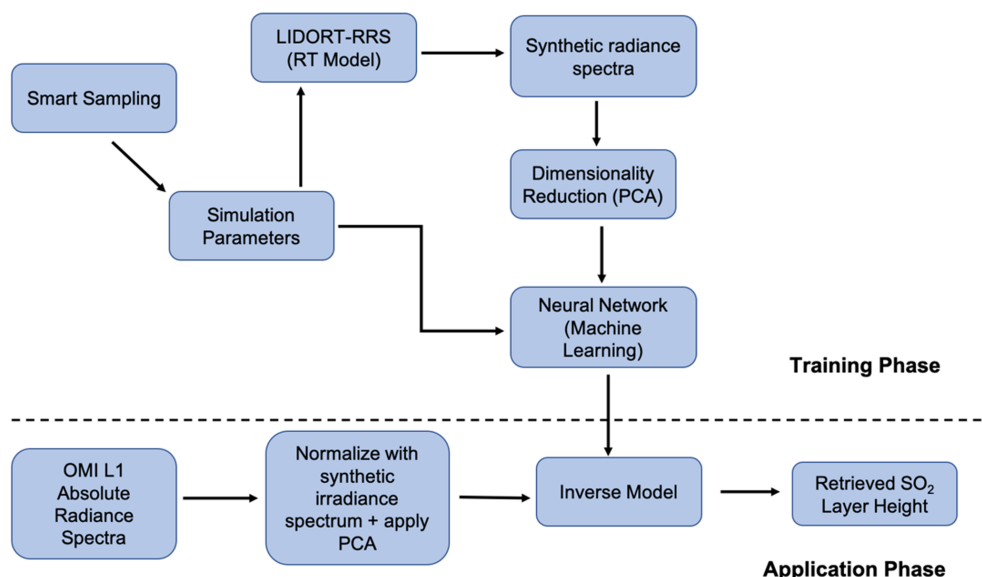 LIDORT-RRS
(RT Model)
Synthetic radiance
spectra
Smart Sampling
Dimensionality
Reduction (PCA)
Simulation
Parameters
Neural Network
(Machine
Learning)
Training Phase
OMI L1
Absolute
Radiance
Spectra
Normalize with
synthetic
irradiance
spectrum + apply
PCA
Inverse Model
Retrieved SO₂
Layer Height
Application Phase